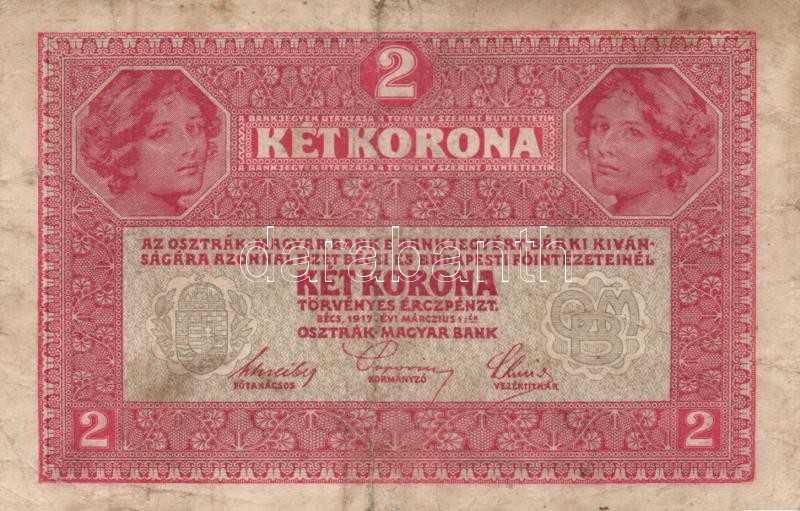 2
A BANKJEGYEK UTÁNZÁSA A TÖRVÉNY SZERINT BÜNTETTETIK
KÉT KORONA
A BANKJEGYEK UTÁNZÁSA A TÖRVÉNY SZERINT BÜNTETTETIK
AZ OSZTRÁK-MAGYAR BANK E BANKJEGYÉRT BÁRKI KIVÁN-
SÁGÁRA AZONNAL FIZET BÉCSI ÉS BUDAPESTI FŐINTÉZETEINÉL
KÉT KORONA
TÖRVÉNYES ÉRCZPÉNZT.
BÉCS, 1917. ÉVI MÁRCZIUS 1-ÉN
OSZTRÁK-MAGYAR BANK
FŐTANÁCSOS KORMÁNYZÓ VEZÉRTITKÁR
2 2
darabanth